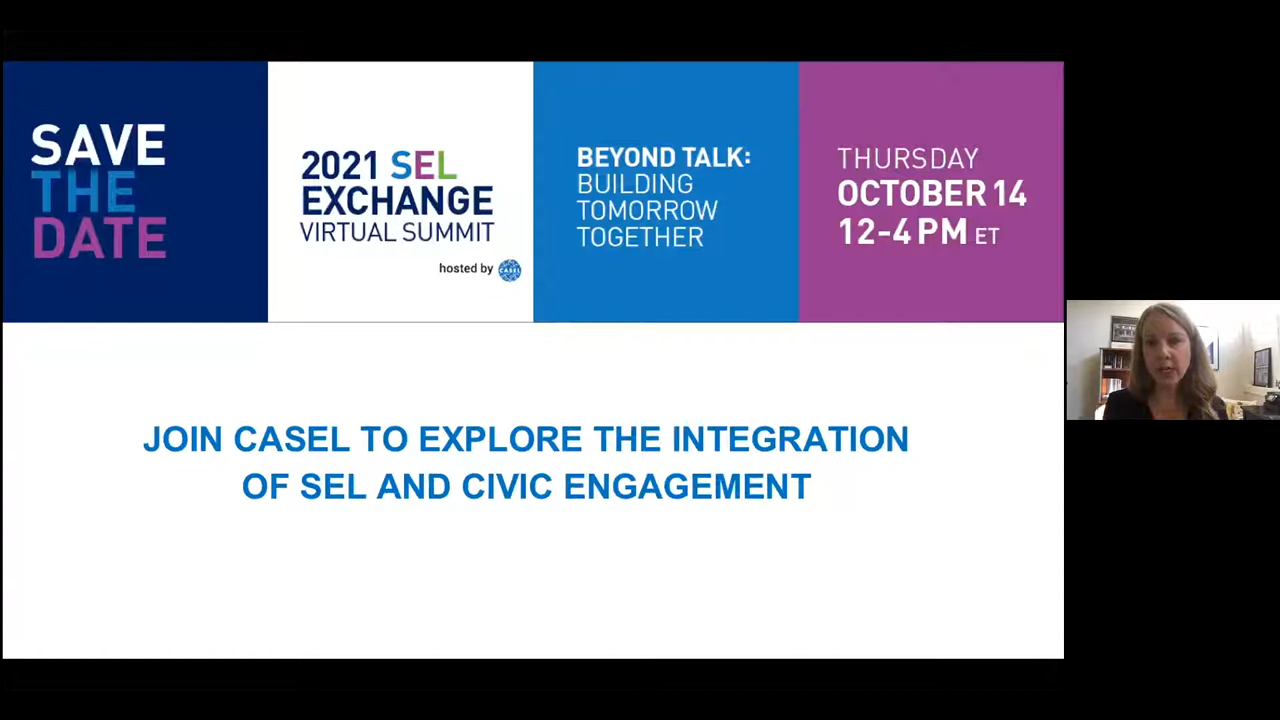 SAVE
THE
DATE
2021 SEL
EXCHANGE
VIRTUAL SUMMIT
hosted by
CASEL
BEYOND TALK:
BUILDING
TOMORROW
TOGETHER
THURSDAY
OCTOBER 14
12-4 PM ET
JOIN CASEL TO EXPLORE THE INTEGRATION
OF SEL AND CIVIC ENGAGEMENT